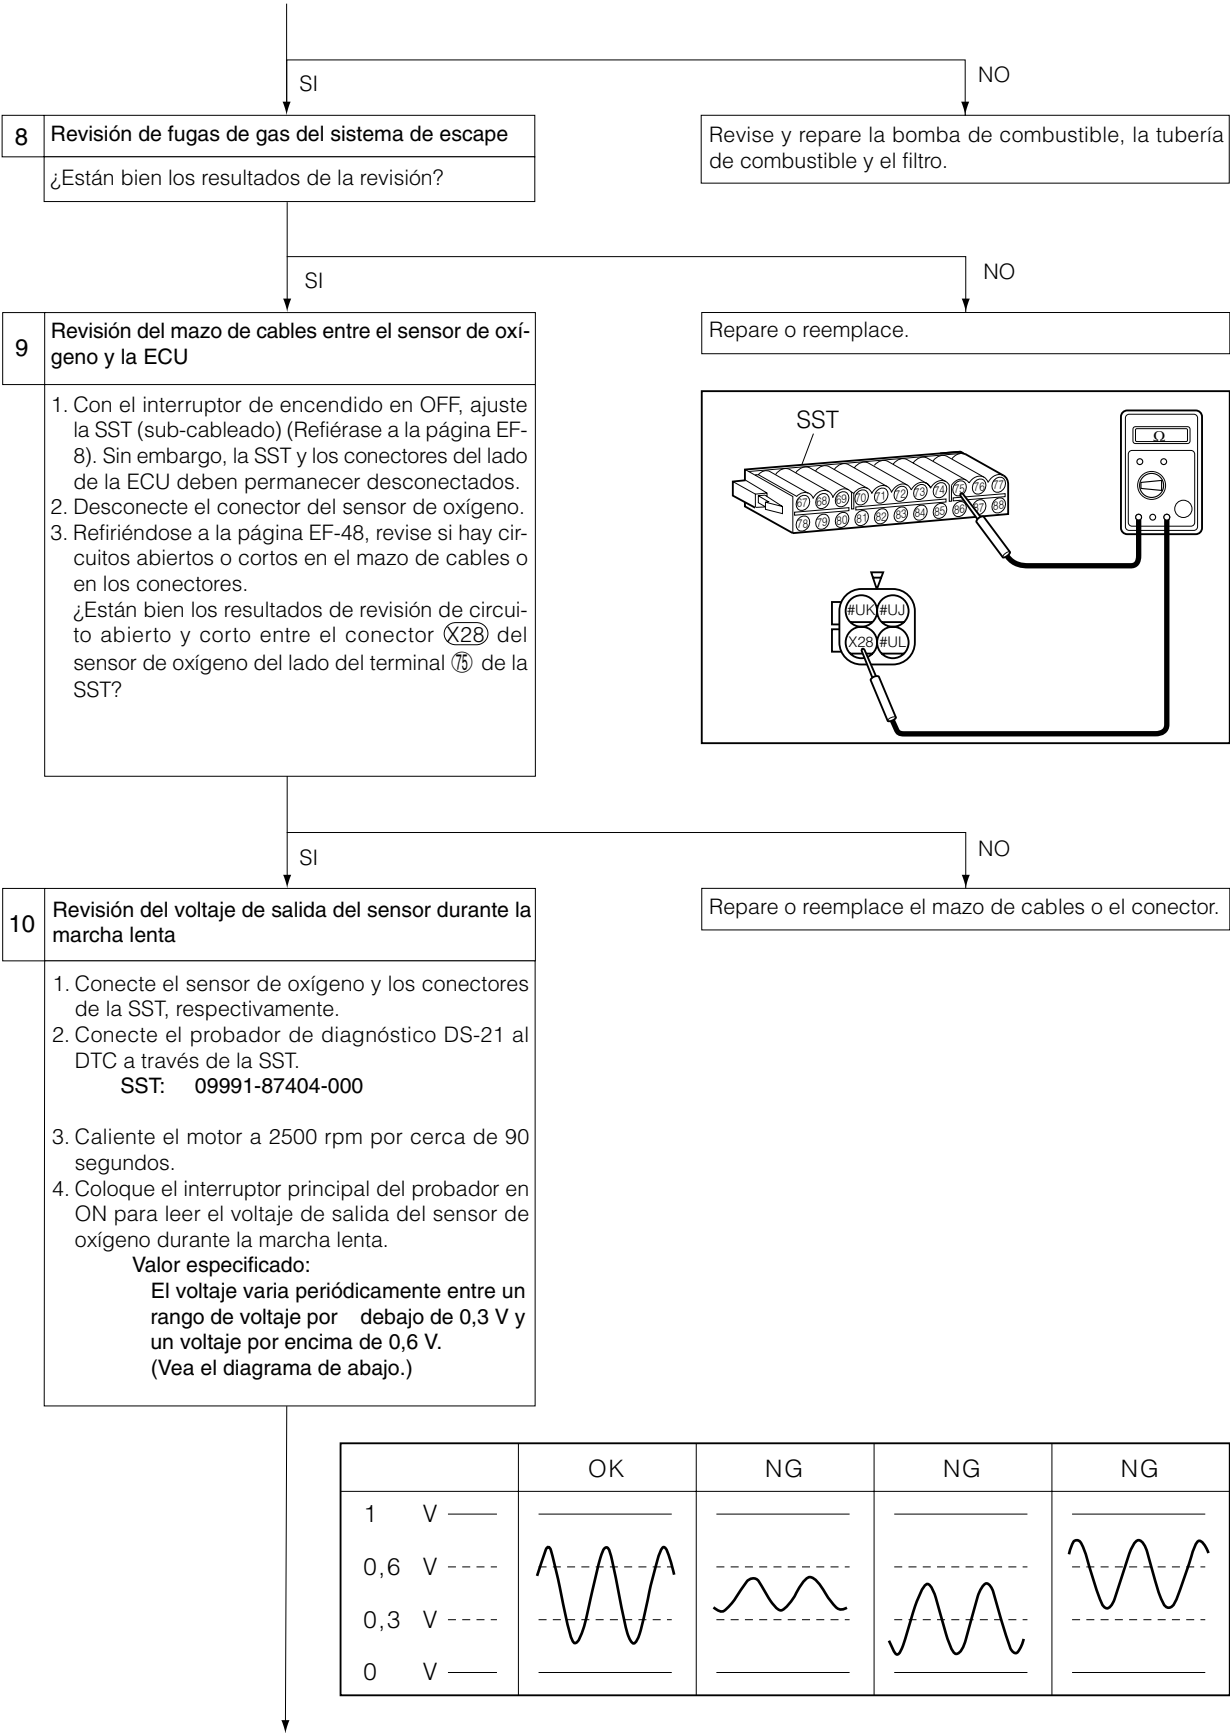 SI
NO
8
Revisión de fugas de gas del sistema de escape
¿Están bien los resultados de la revisión?
Revise y repare la bomba de combustible, la tubería
de combustible y el filtro.
SI
NO
9
Revisión del mazo de cables entre el sensor de oxí-
geno y la ECU
Repare o reemplace.
1. Con el interruptor de encendido en OFF, ajuste
la SST (sub-cableado) (Refiérase a la página EF-
8). Sin embargo, la SST y los conectores del lado
de la ECU deben permanecer desconectados.
2. Desconecte el conector del sensor de oxígeno.
3. Refiriéndose a la página EF-48, revise si hay cir-
cuitos abiertos o cortos en el mazo de cables o
en los conectores.
¿Están bien los resultados de revisión de circui-
to abierto y corto entre el conector X28 del
sensor de oxígeno del lado del terminal 75 de la
SST?
SST
Ω
67 68 69 70 71 72 73 74 75 76 77
78 79 80 81 82 83 84 85 86 87 88
#UK #UJ
X28 #UL
SI
NO
10
Revisión del voltaje de salida del sensor durante la
marcha lenta
Repare o reemplace el mazo de cables o el conector.
1. Conecte el sensor de oxígeno y los conectores
de la SST, respectivamente.
2. Conecte el probador de diagnóstico DS-21 al
DTC a través de la SST.
SST: 09991-87404-000
3. Caliente el motor a 2500 rpm por cerca de 90
segundos.
4. Coloque el interruptor principal del probador en
ON para leer el voltaje de salida del sensor de
oxígeno durante la marcha lenta.
Valor especificado:
El voltaje varia periódicamente entre un
rango de voltaje por debajo de 0,3 V y
un voltaje por encima de 0,6 V.
(Vea el diagrama de abajo.)
OK NG NG NG
1 V
0,6 V
0,3 V
0 V